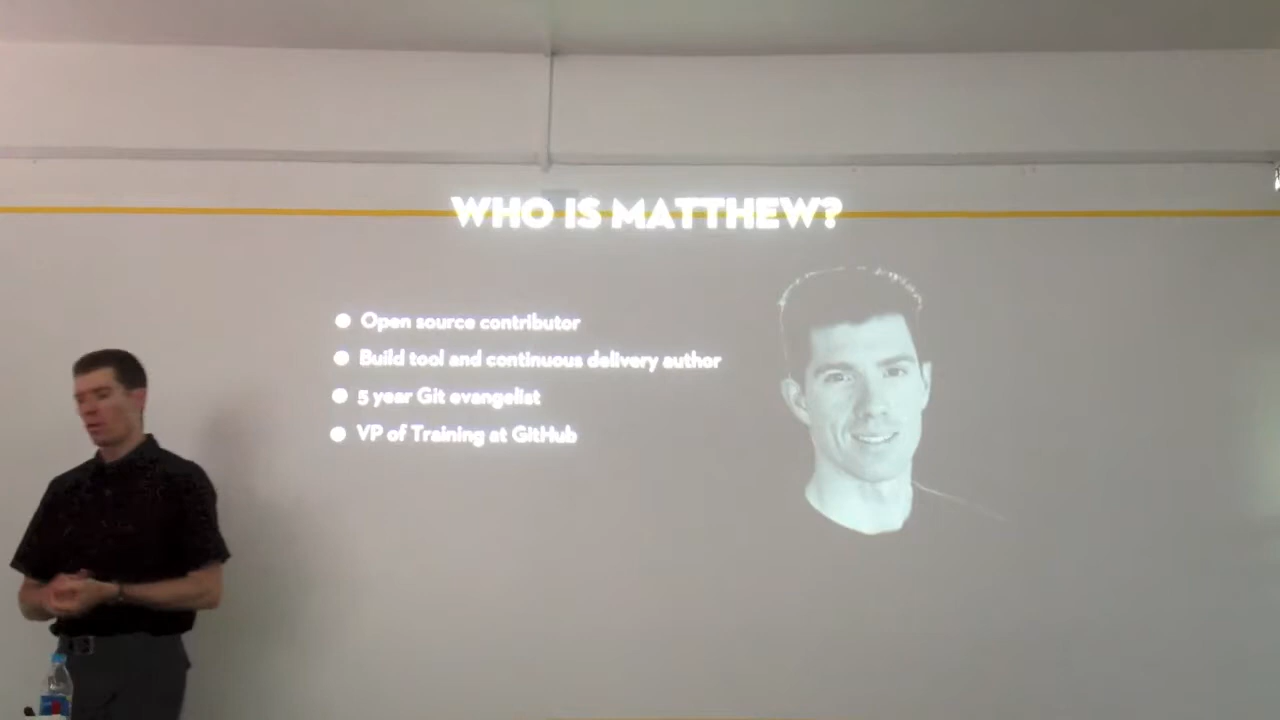 WHO IS MATTHEW?
Open source contributor
Build tool and continuous delivery author
5 year Git evangelist
VP of Training at GitHub